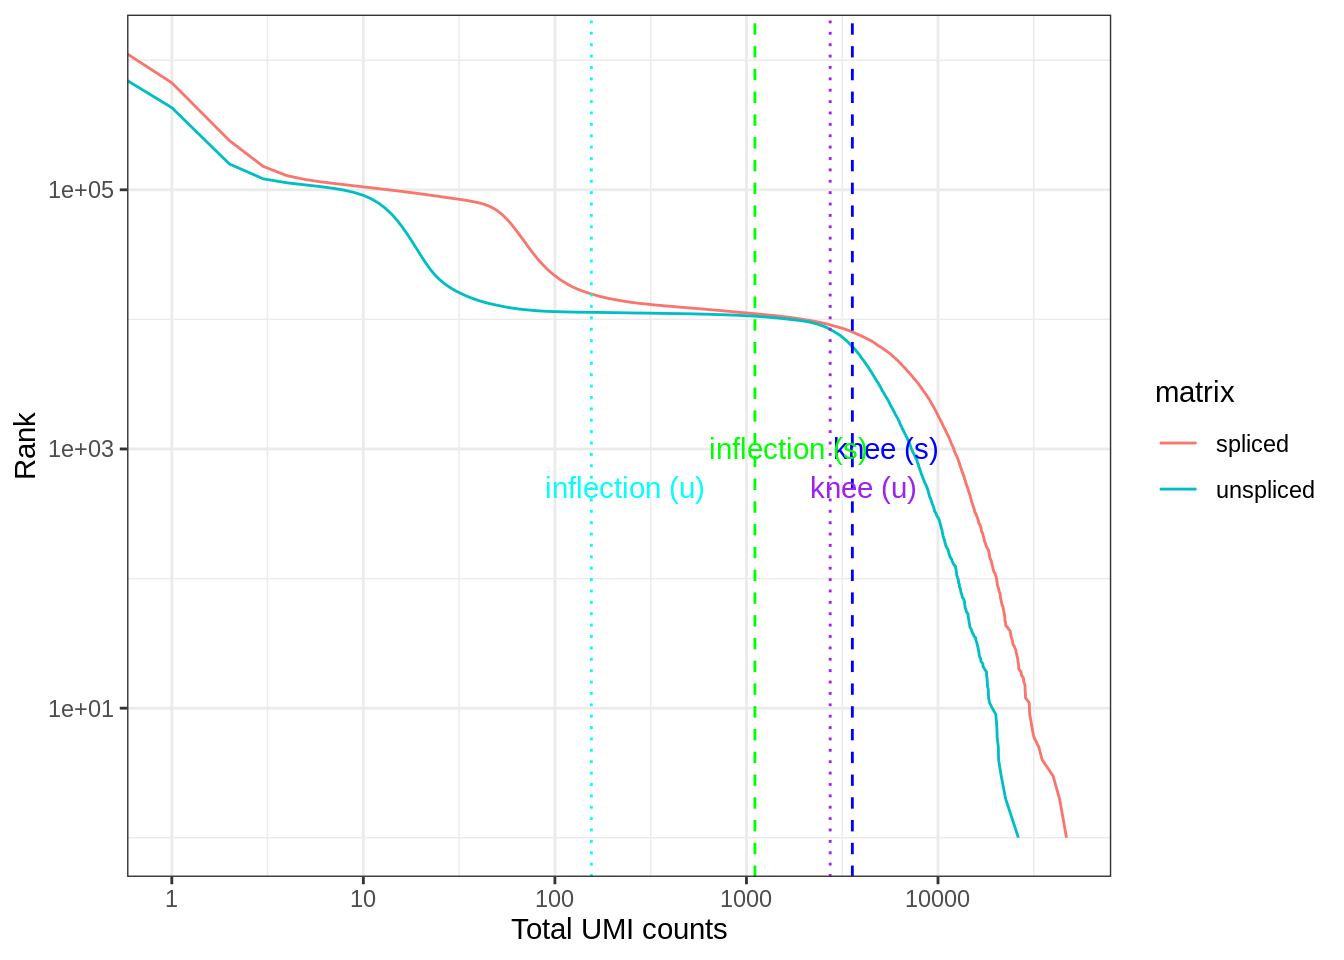 1e+05
1e+03
1e+01
Rank
inflection (s)
knee (s)
inflection (u)
knee (u)
1
10
100
1000
10000
Total UMI counts
matrix
spliced
unspliced